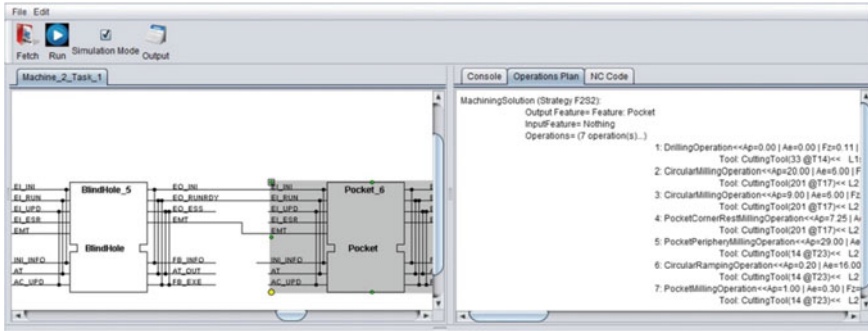 File Edit
Fetch Run Simulation Mode Output
Machine_2_Task_1
EI_INI
EI_RUN
EI_UPD
EI_ESR
EMT
INI_INFO
AT
AC_UPD
BlindHole_5
BlindHole
EO_INI
EO_RUNRDY
EO_ESS
EMT
FB_INFO
AT_OUT
FB_EXE
EI_INI
EI_RUN
EI_UPD
EI_ESR
EMT
INI_INFO
AT
AC_UPD
Pocket_6
Pocket
Console Operations Plan NC Code
MachiningSolution (Strategy F2S2):
Output Feature= Feature: Pocket
InputFeature= Nothing
Operations= (7 operation(s)...)
1: DrillingOperation<<Ap=0.00 | Ae=0.00 | Fz=0.11 |
Tool: CuttingTool(33 @T14)<< L1
2: CircularMillingOperation<<Ap=20.00 | Ae=6.00 | F
Tool: CuttingTool(201 @T17)<< L2
3: CircularMillingOperation<<Ap=9.00 | Ae=6.00 | Fz
Tool: CuttingTool(201 @T17)<< L2
4: PocketCornerRestMillingOperation<<Ap=7.25 | A
Tool: CuttingTool(201 @T17)<< L2
5: PocketPeripheryMillingOperation<<Ap=29.00 | Ae
Tool: CuttingTool(14 @T23)<< L2
6: CircularRampingOperation<<Ap=0.20 | Ae=16.00
Tool: CuttingTool(14 @T23)<< L2
7: PocketMillingOperation<<Ap=1.00 | Ae=0.30 | Fz=
Tool: CuttingTool(14 @T23)<< L2